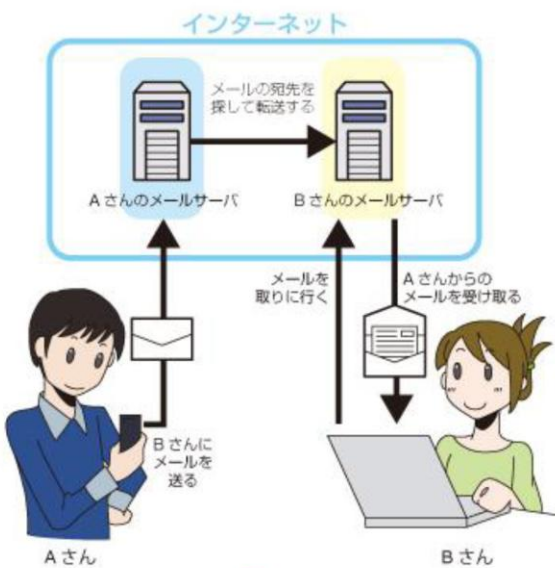 インターネット
メールの宛先を
探して転送する
Aさんのメールサーバ
Bさんのメールサーバ
メールを
取りに行く
Aさんからの
メールを受け取る
Bさんに
メールを
送る
Aさん
Bさん